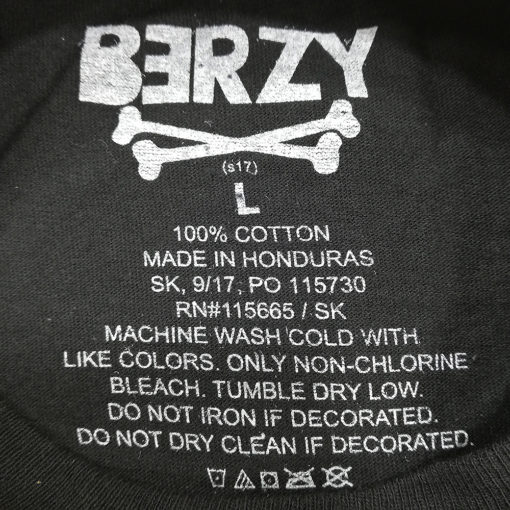 BERZY
(s17)
L
100% COTTON
MADE IN HONDURAS
SK, 9/17, PO 115730
RN#115665 / SK
MACHINE WASH COLD WITH
LIKE COLORS. ONLY NON-CHLORINE
BLEACH. TUMBLE DRY LOW.
DO NOT IRON IF DECORATED.
DO NOT DRY CLEAN IF DECORATED.